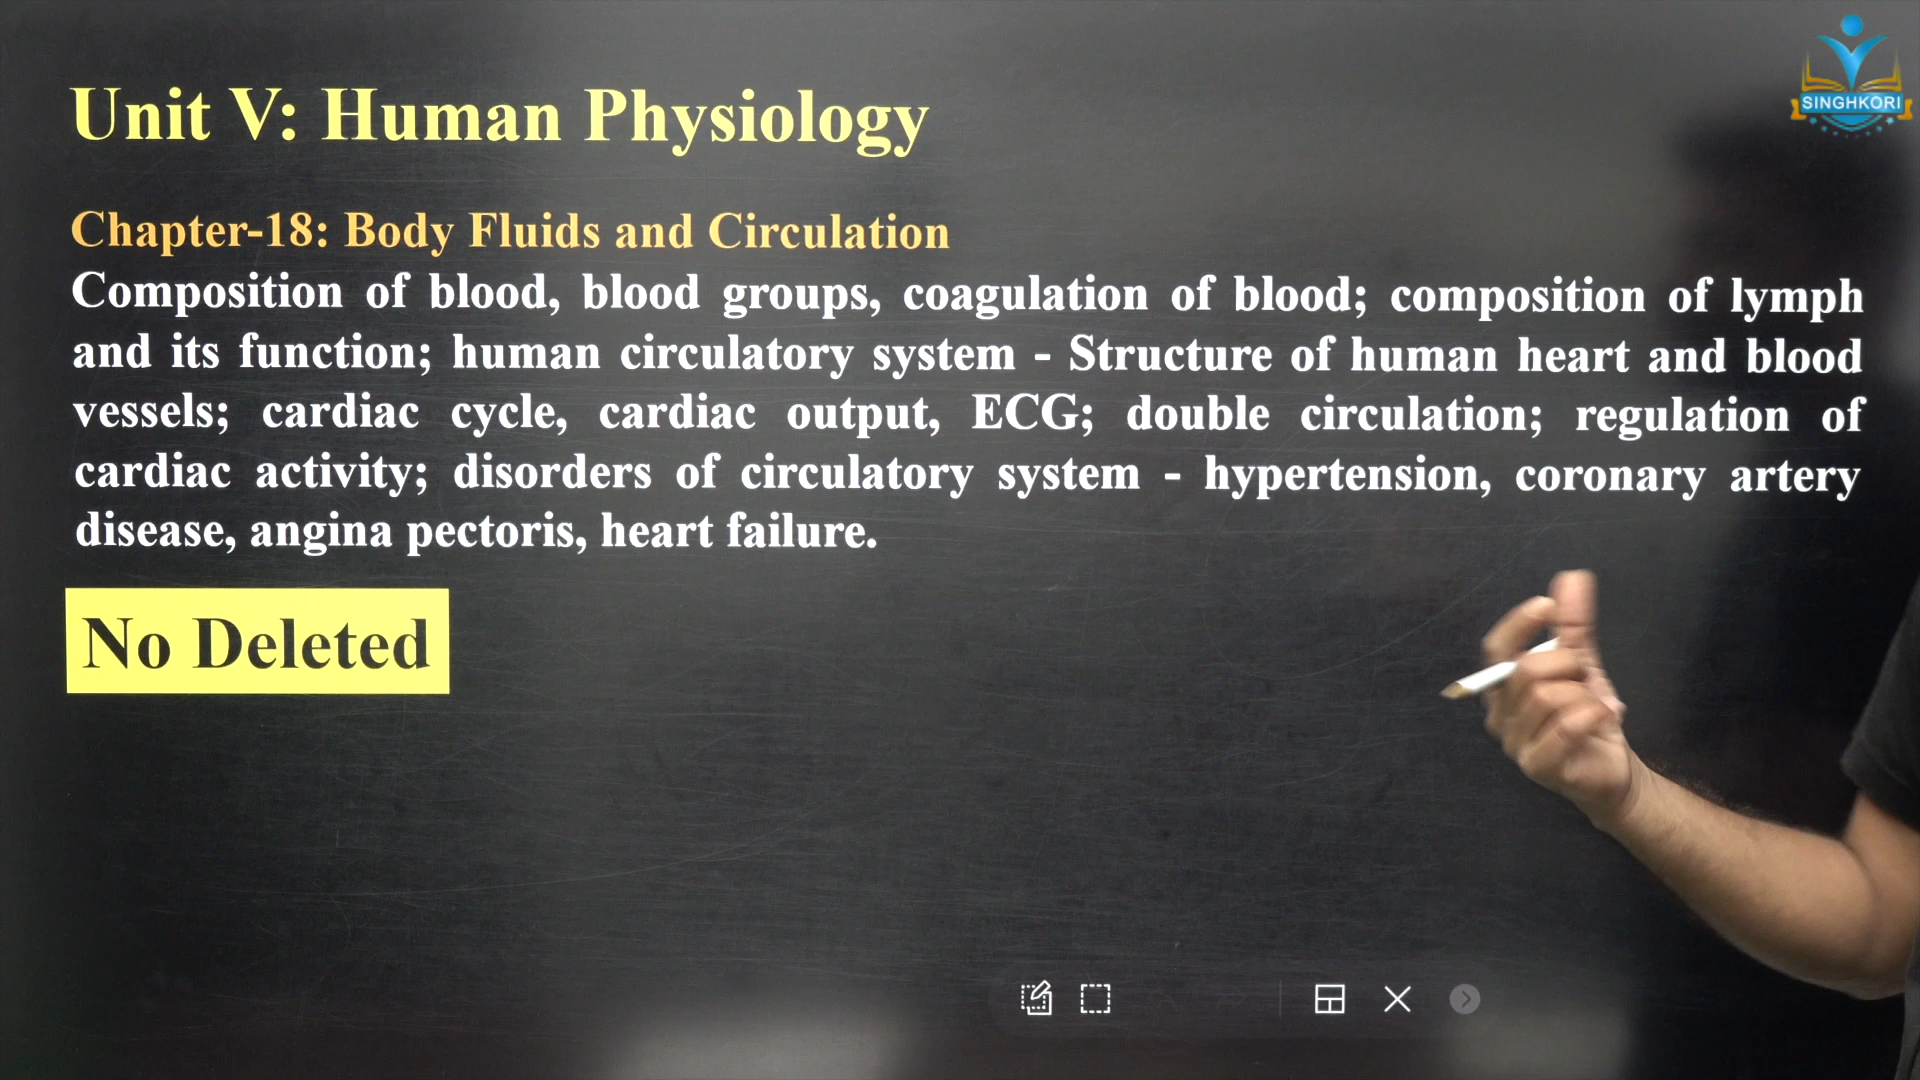 SINGHKORI
Unit V: Human Physiology
Chapter-18: Body Fluids and Circulation
Composition of blood, blood groups, coagulation of blood; composition of lymph
and its function; human circulatory system - Structure of human heart and blood
vessels; cardiac cycle, cardiac output, ECG; double circulation; regulation of
cardiac activity; disorders of circulatory system - hypertension, coronary artery
disease, angina pectoris, heart failure.
No Deleted